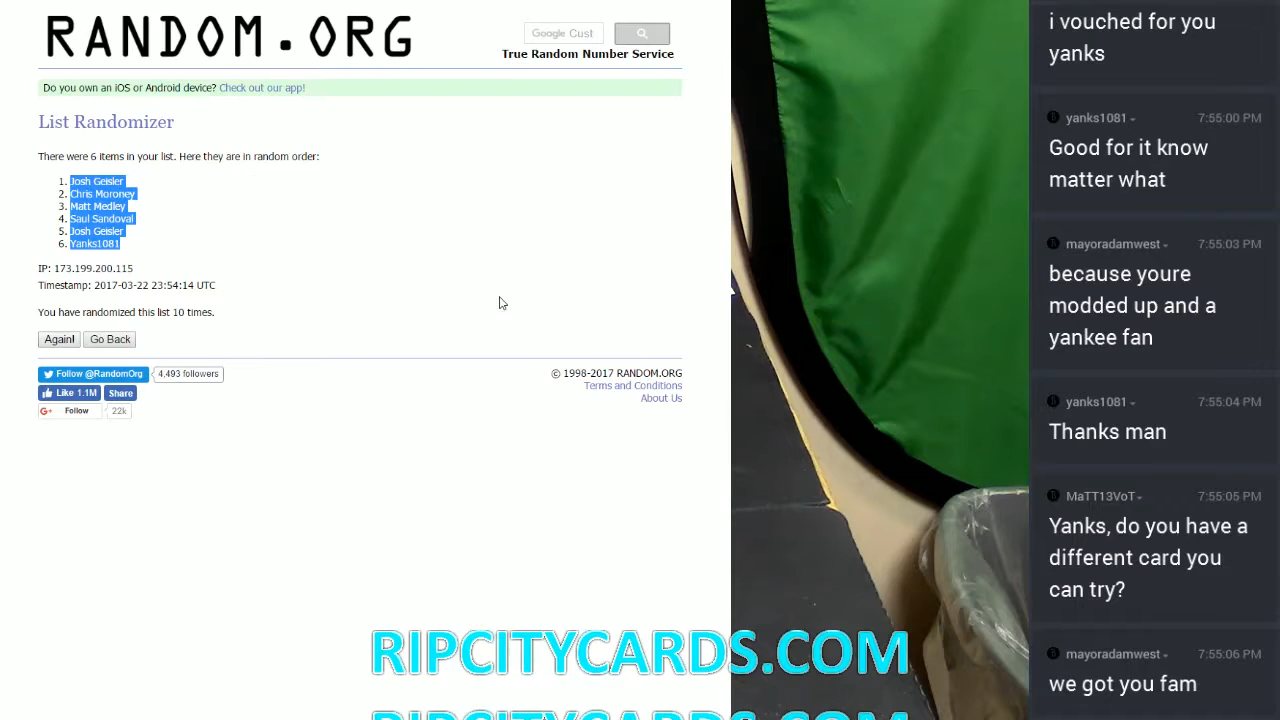 RANDOM.ORG
Google Cust
True Random Number Service
Do you own an iOS or Android device? Check out our app!
List Randomizer
There were 6 items in your list. Here they are in random order:
1. Josh Geisler
2. Chris Moroney
3. Matt Medley
4. Saul Sandoval
5. Josh Geisler
6. Yanks1081
IP: 173.199.200.115
Timestamp: 2017-03-22 23:54:14 UTC
You have randomized this list 10 times.
Again! Go Back
Follow @RandomOrg 4,493 followers
Like 1.1M Share
G+ Follow 22k
© 1998-2017 RANDOM.ORG
Terms and Conditions
About Us
RIPCITYCARDS.COM
RIPCITYCARDS.COM
i vouched for you
yanks
yanks1081 7:55:00 PM
Good for it know
matter what
mayoradamwest 7:55:03 PM
because youre
modded up and a
yankee fan
yanks1081 7:55:04 PM
Thanks man
MaTT13VoT 7:55:05 PM
Yanks, do you have a
different card you
can try?
mayoradamwest 7:55:06 PM
we got you fam